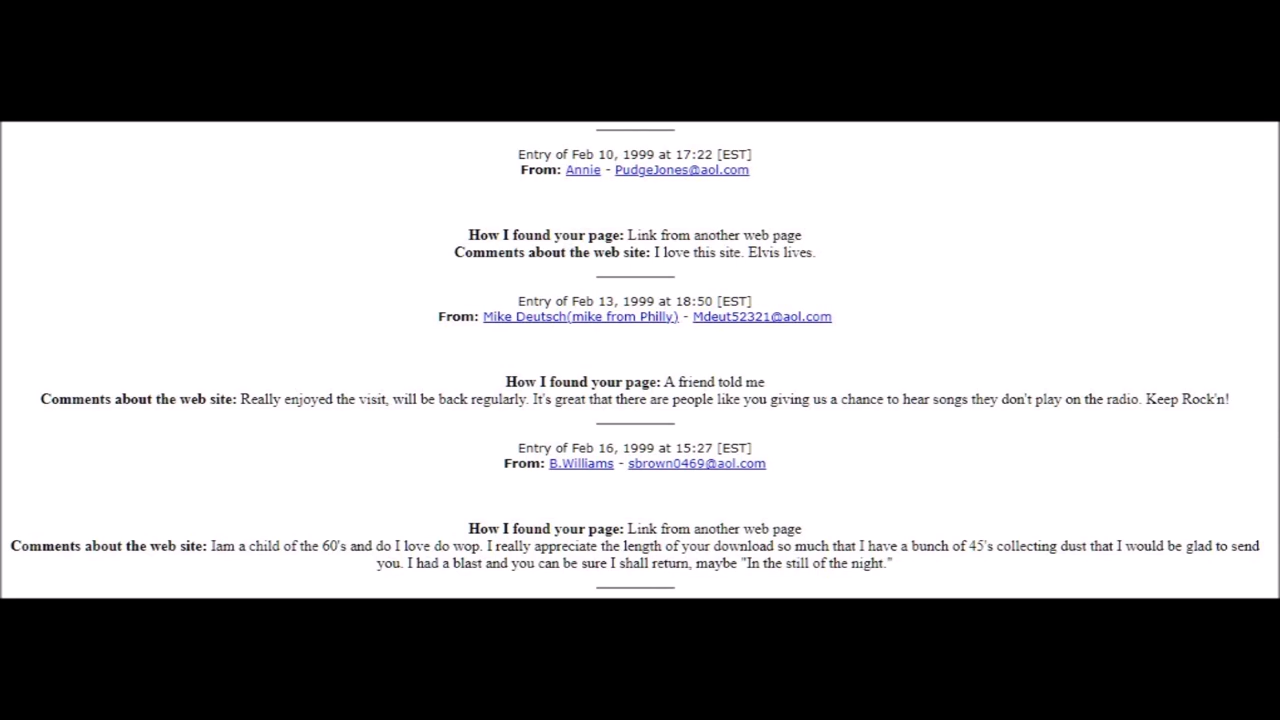 Entry of Feb 10, 1999 at 17:22 [EST]
From: Annie - PudgeJones@aol.com
How I found your page: Link from another web page
Comments about the web site: I love this site. Elvis lives.
Entry of Feb 13, 1999 at 18:50 [EST]
From: Mike Deutsch(mike from Philly) - Mdeut52321@aol.com
How I found your page: A friend told me
Comments about the web site: Really enjoyed the visit, will be back regularly. It's great that there are people like you giving us a chance to hear songs they don't play on the radio. Keep Rock'n!
Entry of Feb 16, 1999 at 15:27 [EST]
From: B.Williams - sbrown0469@aol.com
How I found your page: Link from another web page
Comments about the web site: Iam a child of the 60's and do I love do wop. I really appreciate the length of your download so much that I have a bunch of 45's collecting dust that I would be glad to send
you. I had a blast and you can be sure I shall return, maybe "In the still of the night."